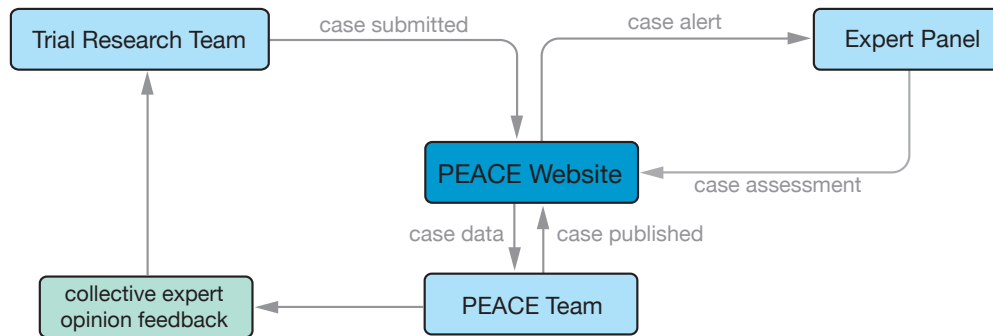 Trial Research Team
case submitted
case alert
Expert Panel
PEACE Website
case assessment
case data
case published
collective expert
opinion feedback
PEACE Team